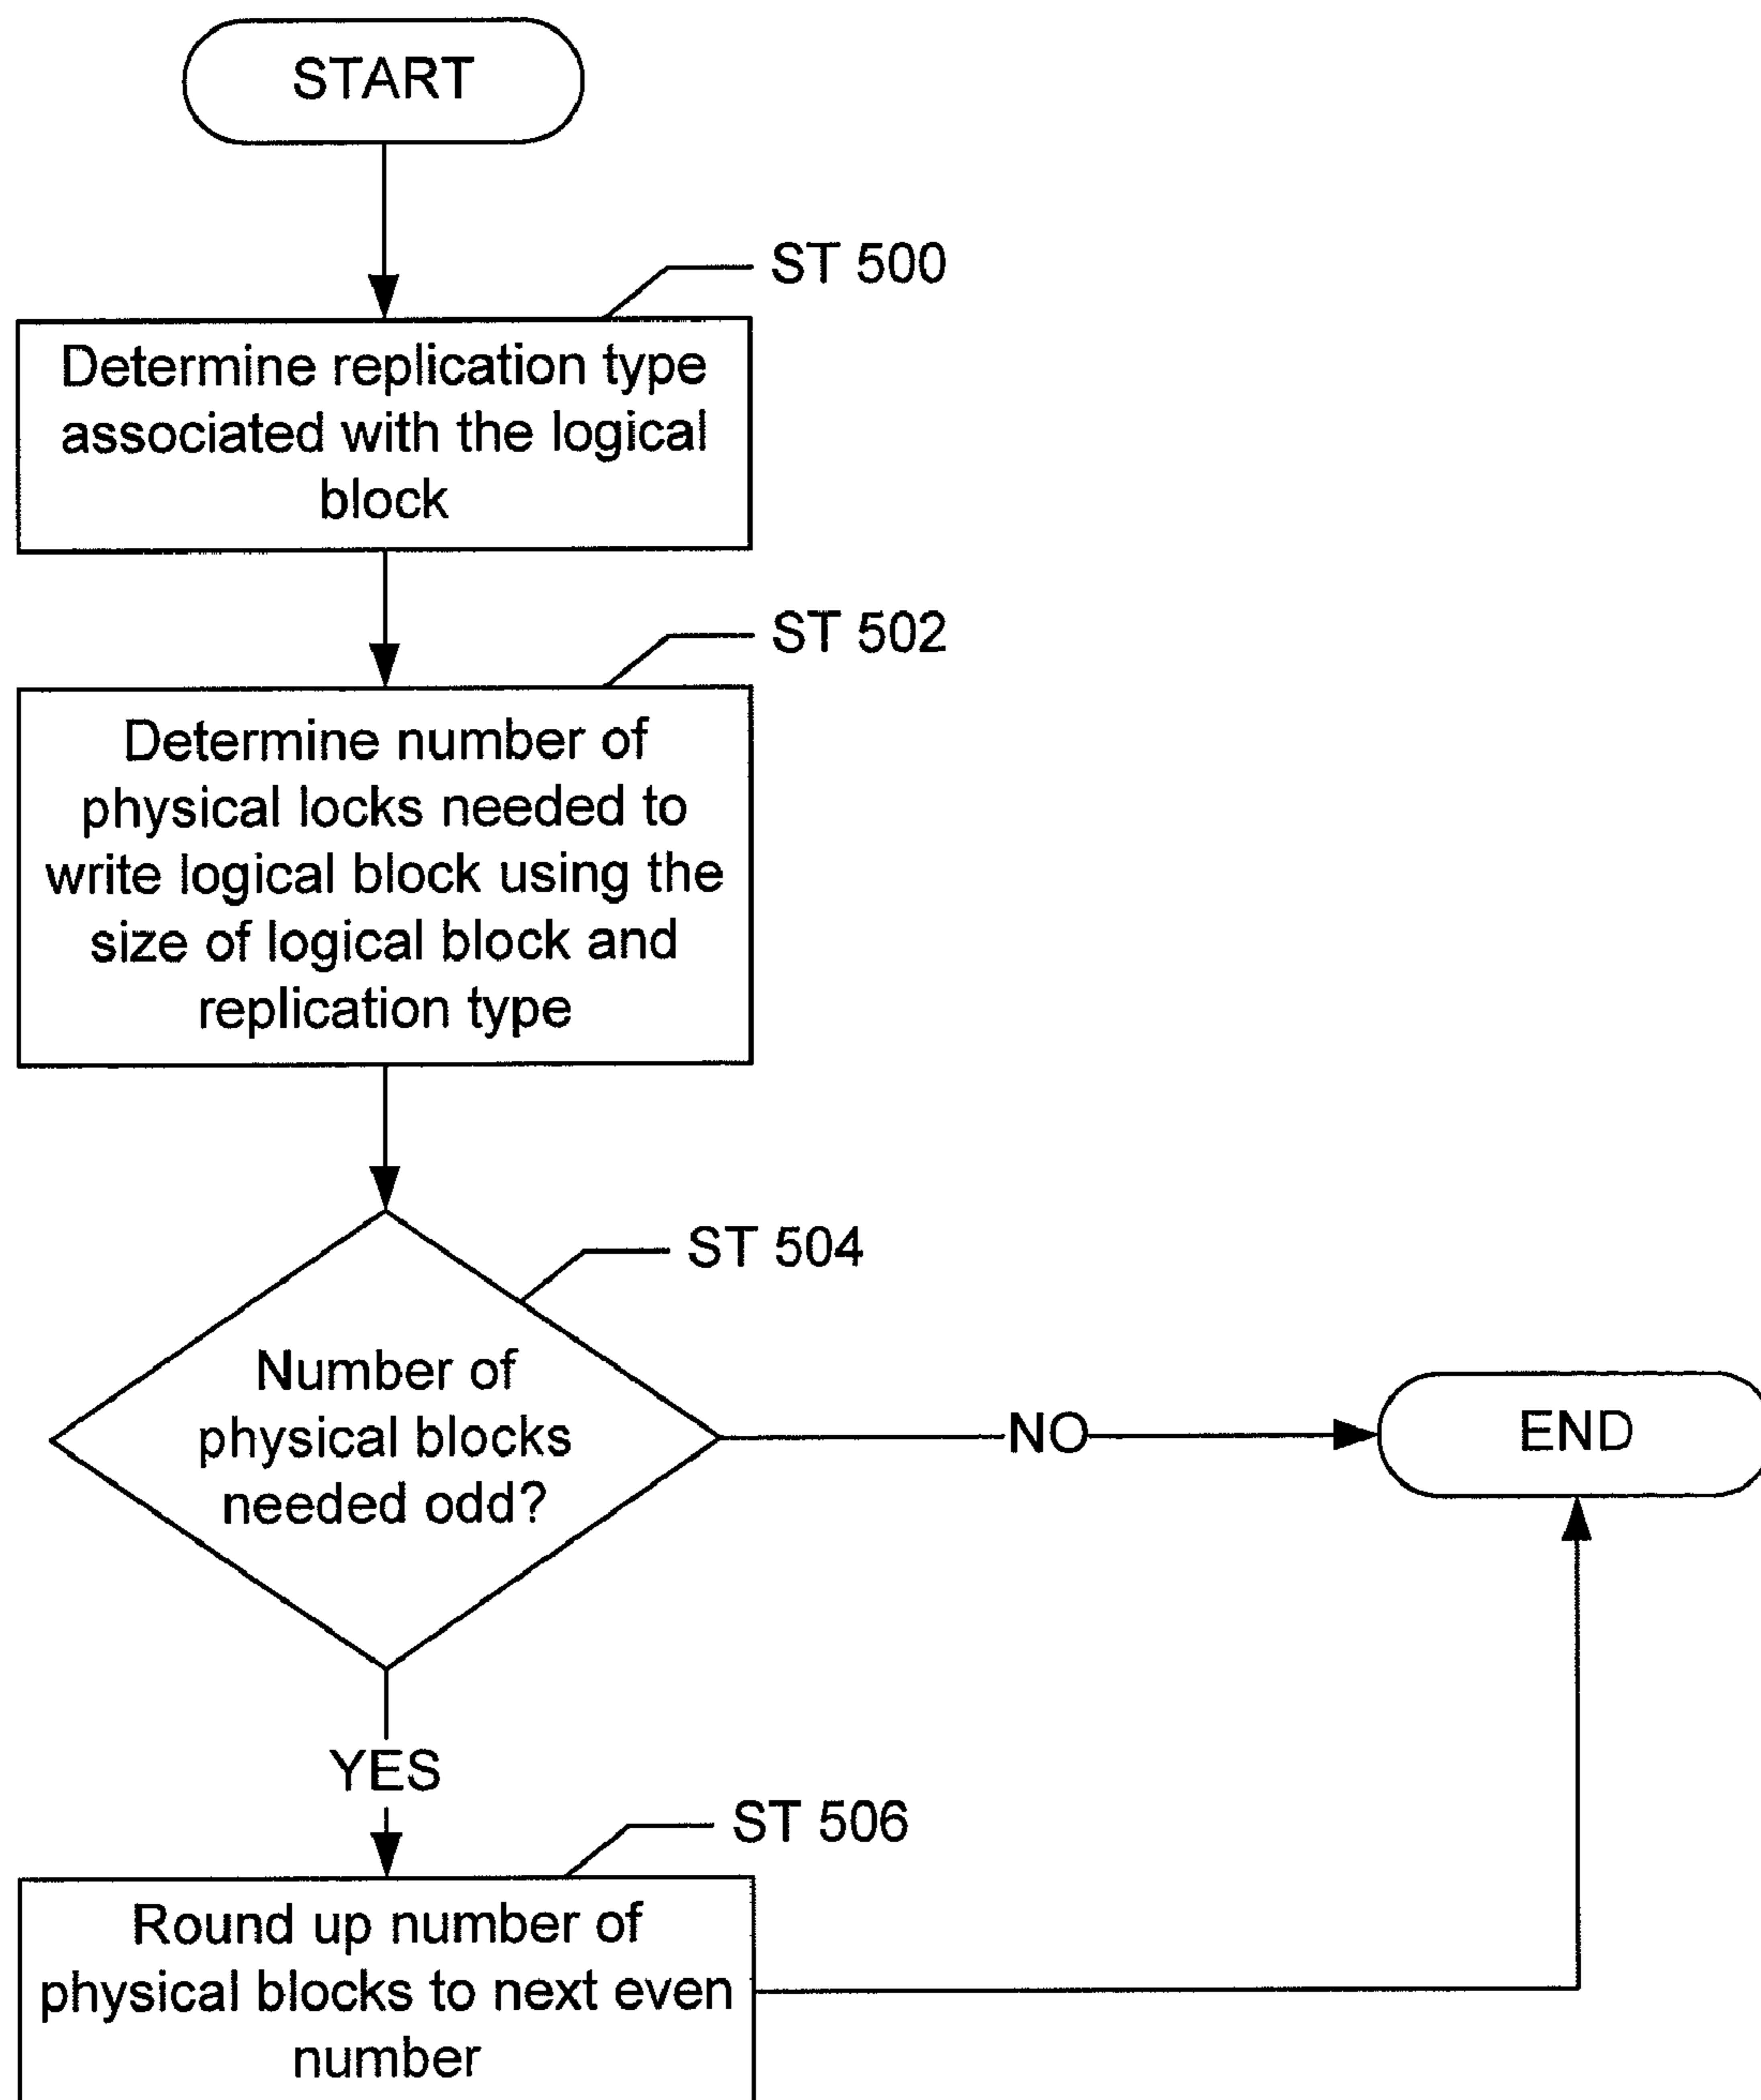 START
ST 500
Determine replication type
associated with the logical
block
ST 502
Determine number of
physical locks needed to
write logical block using the
size of logical block and
replication type
ST 504
Number of
physical blocks
needed odd?
NO
END
YES
ST 506
Round up number of
physical blocks to next even
number